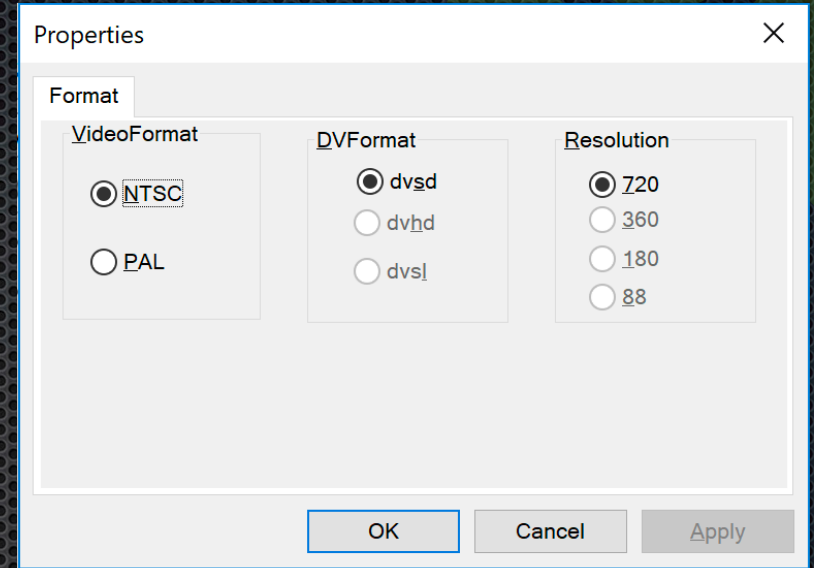 Properties
Format
VideoFormat
NTSC
PAL
DVFormat
dvsd
dvhd
dvsl
Resolution
720
360
180
88
OK
Cancel
Apply